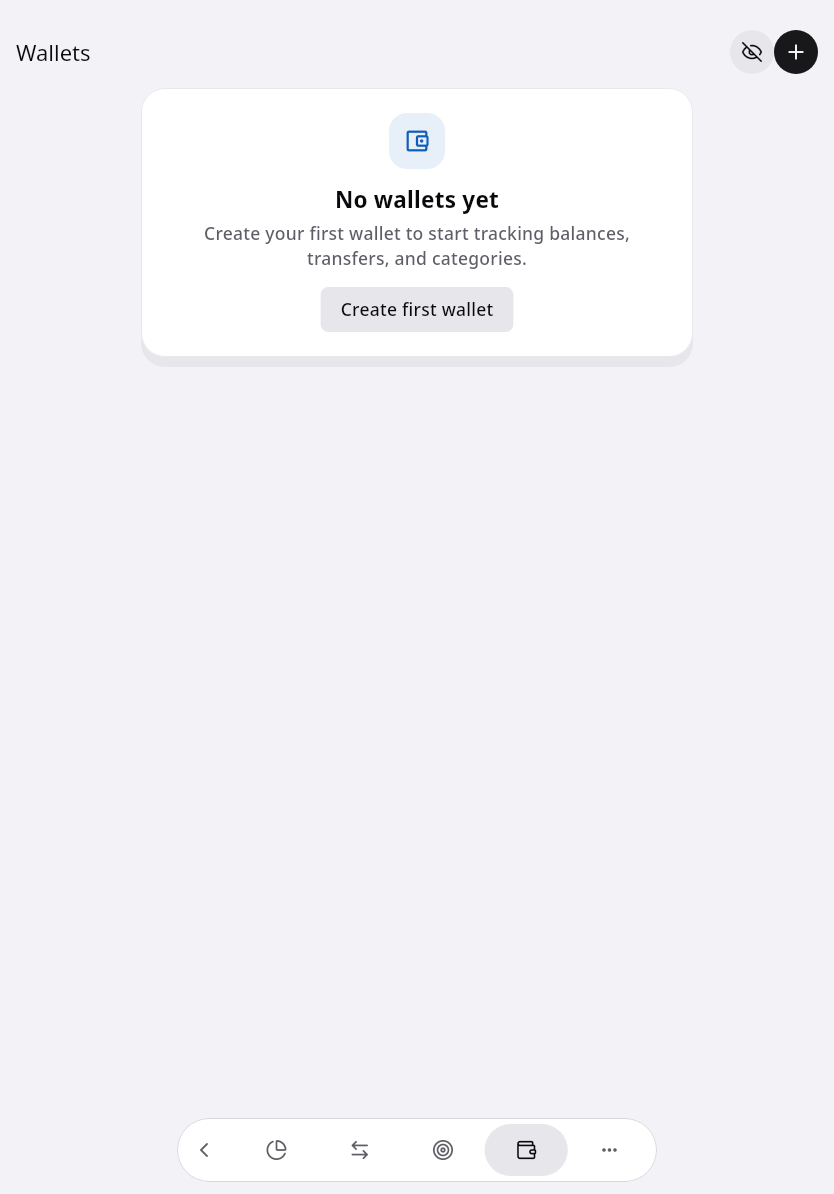 Wallets
No wallets yet
Create your first wallet to start tracking balances,
transfers, and categories.
Create first wallet